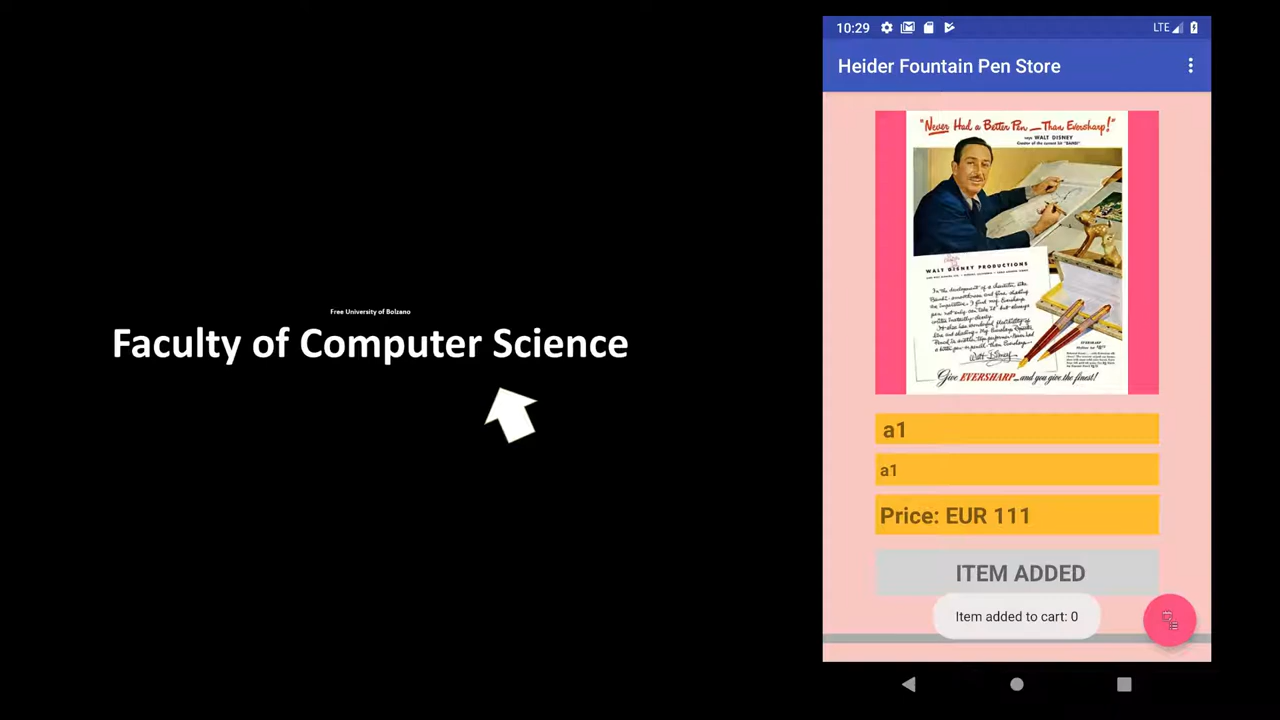 Free University of Bolzano
Faculty of Computer Science
10:29
LTE
Heider Fountain Pen Store
"Never Had a Better Pen—Than Eversharp!"
says WALT DISNEY
WALT DISNEY PRODUCTIONS
Walt Disney
Give EVERSHARP...and you give the finest!
a1
a1
Price: EUR 111
ITEM ADDED
Item added to cart: 0